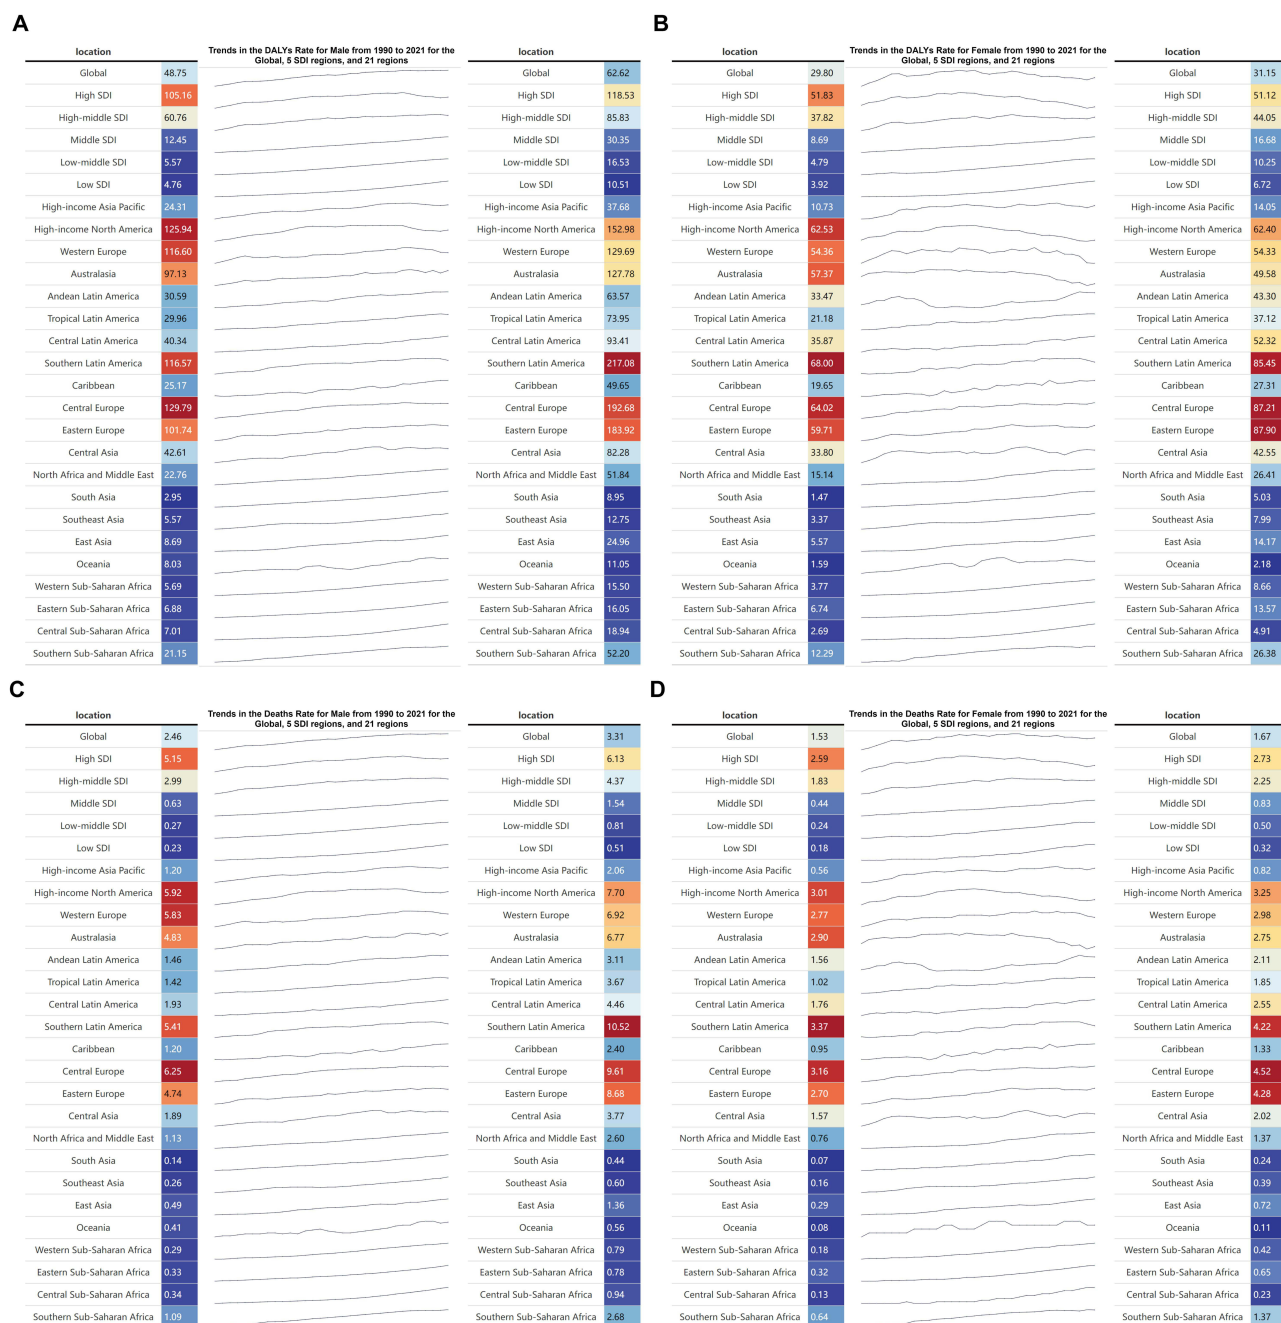 A
location
Trends in the DALYs Rate for Male from 1990 to 2021 for the
Global, 5 SDI regions, and 21 regions
location
Global 48.75 Global 62.62
High SDI 105.16 High SDI 118.53
High-middle SDI 60.76 High-middle SDI 85.83
Middle SDI 12.45 Middle SDI 30.35
Low-middle SDI 5.57 Low-middle SDI 16.53
Low SDI 4.76 Low SDI 10.51
High-income Asia Pacific 24.31 High-income Asia Pacific 37.68
High-income North America 125.94 High-income North America 152.98
Western Europe 116.60 Western Europe 129.69
Australasia 97.13 Australasia 127.78
Andean Latin America 30.59 Andean Latin America 63.57
Tropical Latin America 29.96 Tropical Latin America 73.95
Central Latin America 40.34 Central Latin America 93.41
Southern Latin America 116.57 Southern Latin America 217.08
Caribbean 25.17 Caribbean 49.65
Central Europe 129.79 Central Europe 192.68
Eastern Europe 101.74 Eastern Europe 183.92
Central Asia 42.61 Central Asia 82.28
North Africa and Middle East 22.76 North Africa and Middle East 51.84
South Asia 2.95 South Asia 8.95
Southeast Asia 5.57 Southeast Asia 12.75
East Asia 8.69 East Asia 24.96
Oceania 8.03 Oceania 11.05
Western Sub-Saharan Africa 5.69 Western Sub-Saharan Africa 15.50
Eastern Sub-Saharan Africa 6.88 Eastern Sub-Saharan Africa 16.05
Central Sub-Saharan Africa 7.01 Central Sub-Saharan Africa 18.94
Southern Sub-Saharan Africa 21.15 Southern Sub-Saharan Africa 52.20
B
location
Trends in the DALYs Rate for Female from 1990 to 2021 for the
Global, 5 SDI regions, and 21 regions
location
Global 29.80 Global 31.15
High SDI 51.83 High SDI 51.12
High-middle SDI 37.82 High-middle SDI 44.05
Middle SDI 8.69 Middle SDI 16.68
Low-middle SDI 4.79 Low-middle SDI 10.25
Low SDI 3.92 Low SDI 6.72
High-income Asia Pacific 10.73 High-income Asia Pacific 14.05
High-income North America 62.53 High-income North America 62.40
Western Europe 54.36 Western Europe 54.33
Australasia 57.37 Australasia 49.58
Andean Latin America 33.47 Andean Latin America 43.30
Tropical Latin America 21.18 Tropical Latin America 37.12
Central Latin America 35.87 Central Latin America 52.32
Southern Latin America 68.00 Southern Latin America 85.45
Caribbean 19.65 Caribbean 27.31
Central Europe 64.02 Central Europe 87.21
Eastern Europe 59.71 Eastern Europe 87.90
Central Asia 33.80 Central Asia 42.55
North Africa and Middle East 15.14 North Africa and Middle East 26.41
South Asia 1.47 South Asia 5.03
Southeast Asia 3.37 Southeast Asia 7.99
East Asia 5.57 East Asia 14.17
Oceania 1.59 Oceania 2.18
Western Sub-Saharan Africa 3.77 Western Sub-Saharan Africa 8.66
Eastern Sub-Saharan Africa 6.74 Eastern Sub-Saharan Africa 13.57
Central Sub-Saharan Africa 2.69 Central Sub-Saharan Africa 4.91
Southern Sub-Saharan Africa 12.29 Southern Sub-Saharan Africa 26.38
C
location
Trends in the Deaths Rate for Male from 1990 to 2021 for the
Global, 5 SDI regions, and 21 regions
location
Global 2.46 Global 3.31
High SDI 5.15 High SDI 6.13
High-middle SDI 2.99 High-middle SDI 4.37
Middle SDI 0.63 Middle SDI 1.54
Low-middle SDI 0.27 Low-middle SDI 0.81
Low SDI 0.23 Low SDI 0.51
High-income Asia Pacific 1.20 High-income Asia Pacific 2.06
High-income North America 5.92 High-income North America 7.70
Western Europe 5.83 Western Europe 6.92
Australasia 4.83 Australasia 6.77
Andean Latin America 1.46 Andean Latin America 3.11
Tropical Latin America 1.42 Tropical Latin America 3.67
Central Latin America 1.93 Central Latin America 4.46
Southern Latin America 5.41 Southern Latin America 10.52
Caribbean 1.20 Caribbean 2.40
Central Europe 6.25 Central Europe 9.61
Eastern Europe 4.74 Eastern Europe 8.68
Central Asia 1.89 Central Asia 3.77
North Africa and Middle East 1.13 North Africa and Middle East 2.60
South Asia 0.14 South Asia 0.44
Southeast Asia 0.26 Southeast Asia 0.60
East Asia 0.49 East Asia 1.36
Oceania 0.41 Oceania 0.56
Western Sub-Saharan Africa 0.29 Western Sub-Saharan Africa 0.79
Eastern Sub-Saharan Africa 0.33 Eastern Sub-Saharan Africa 0.78
Central Sub-Saharan Africa 0.34 Central Sub-Saharan Africa 0.94
Southern Sub-Saharan Africa 1.09 Southern Sub-Saharan Africa 2.68
D
location
Trends in the Deaths Rate for Female from 1990 to 2021 for the
Global, 5 SDI regions, and 21 regions
location
Global 1.53 Global 1.67
High SDI 2.59 High SDI 2.73
High-middle SDI 1.83 High-middle SDI 2.25
Middle SDI 0.44 Middle SDI 0.83
Low-middle SDI 0.24 Low-middle SDI 0.50
Low SDI 0.18 Low SDI 0.32
High-income Asia Pacific 0.56 High-income Asia Pacific 0.82
High-income North America 3.01 High-income North America 3.25
Western Europe 2.77 Western Europe 2.98
Australasia 2.90 Australasia 2.75
Andean Latin America 1.56 Andean Latin America 2.11
Tropical Latin America 1.02 Tropical Latin America 1.85
Central Latin America 1.76 Central Latin America 2.55
Southern Latin America 3.37 Southern Latin America 4.22
Caribbean 0.95 Caribbean 1.33
Central Europe 3.16 Central Europe 4.52
Eastern Europe 2.70 Eastern Europe 4.28
Central Asia 1.57 Central Asia 2.02
North Africa and Middle East 0.76 North Africa and Middle East 1.37
South Asia 0.07 South Asia 0.24
Southeast Asia 0.16 Southeast Asia 0.39
East Asia 0.29 East Asia 0.72
Oceania 0.08 Oceania 0.11
Western Sub-Saharan Africa 0.18 Western Sub-Saharan Africa 0.42
Eastern Sub-Saharan Africa 0.32 Eastern Sub-Saharan Africa 0.65
Central Sub-Saharan Africa 0.13 Central Sub-Saharan Africa 0.23
Southern Sub-Saharan Africa 0.64 Southern Sub-Saharan Africa 1.37